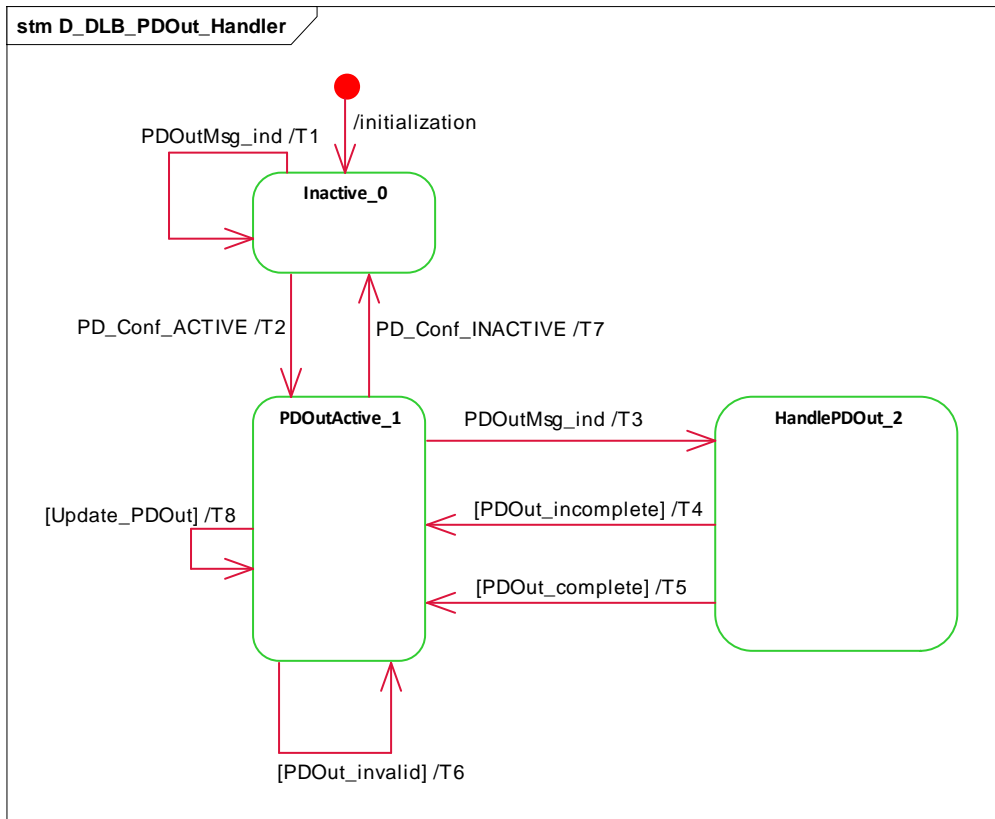 stm D_DLB_PDOut_Handler
/initialization
PDOutMsg_ind /T1
Inactive_0
PD_Conf_ACTIVE /T2
PD_Conf_INACTIVE /T7
PDOutActive_1
HandlePDOut_2
PDOutMsg_ind /T3
[Update_PDOut] /T8
[PDOut_incomplete] /T4
[PDOut_complete] /T5
[PDOut_invalid] /T6